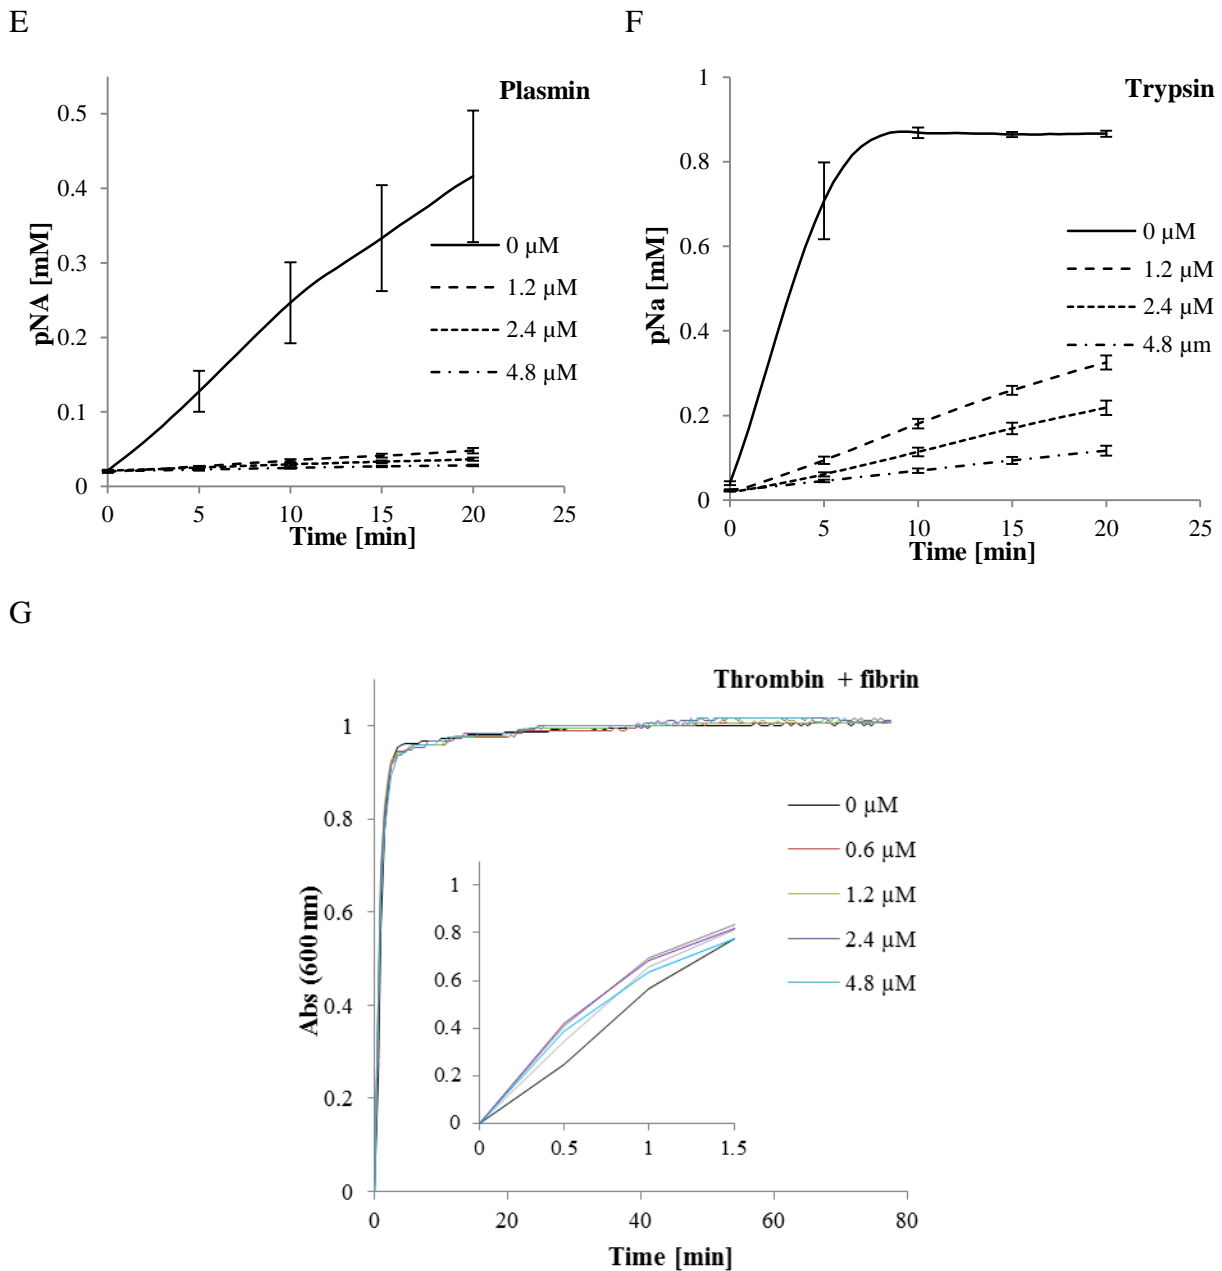 E
Plasmin
0.5
0.4
0.3
0.2
0.1
0
pNA [mM]
0 µM
1.2 µM
2.4 µM
4.8 µM
0 5 10 15 20 25
Time [min]
F
Trypsin
1
0.8
0.6
0.4
0.2
0
pNa [mM]
0 µM
1.2 µM
2.4 µM
4.8 µm
0 5 10 15 20 25
Time [min]
G
Thrombin + fibrin
1
0.8
0.6
0.4
0.2
0
Abs (600 nm)
0 µM
0.6 µM
1.2 µM
2.4 µM
4.8 µM
1
0.8
0.6
0.4
0.2
0
0 0.5 1 1.5
0 20 40 60 80
Time [min]